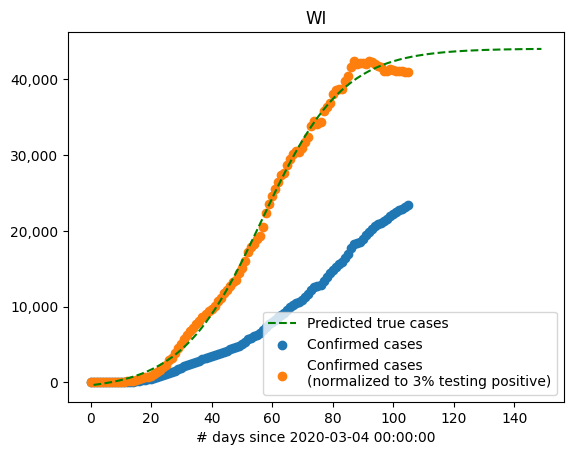 WI
40,000
30,000
20,000
10,000
0
Predicted true cases
Confirmed cases
Confirmed cases
(normalized to 3% testing positive)
0 20 40 60 80 100 120 140
# days since 2020-03-04 00:00:00